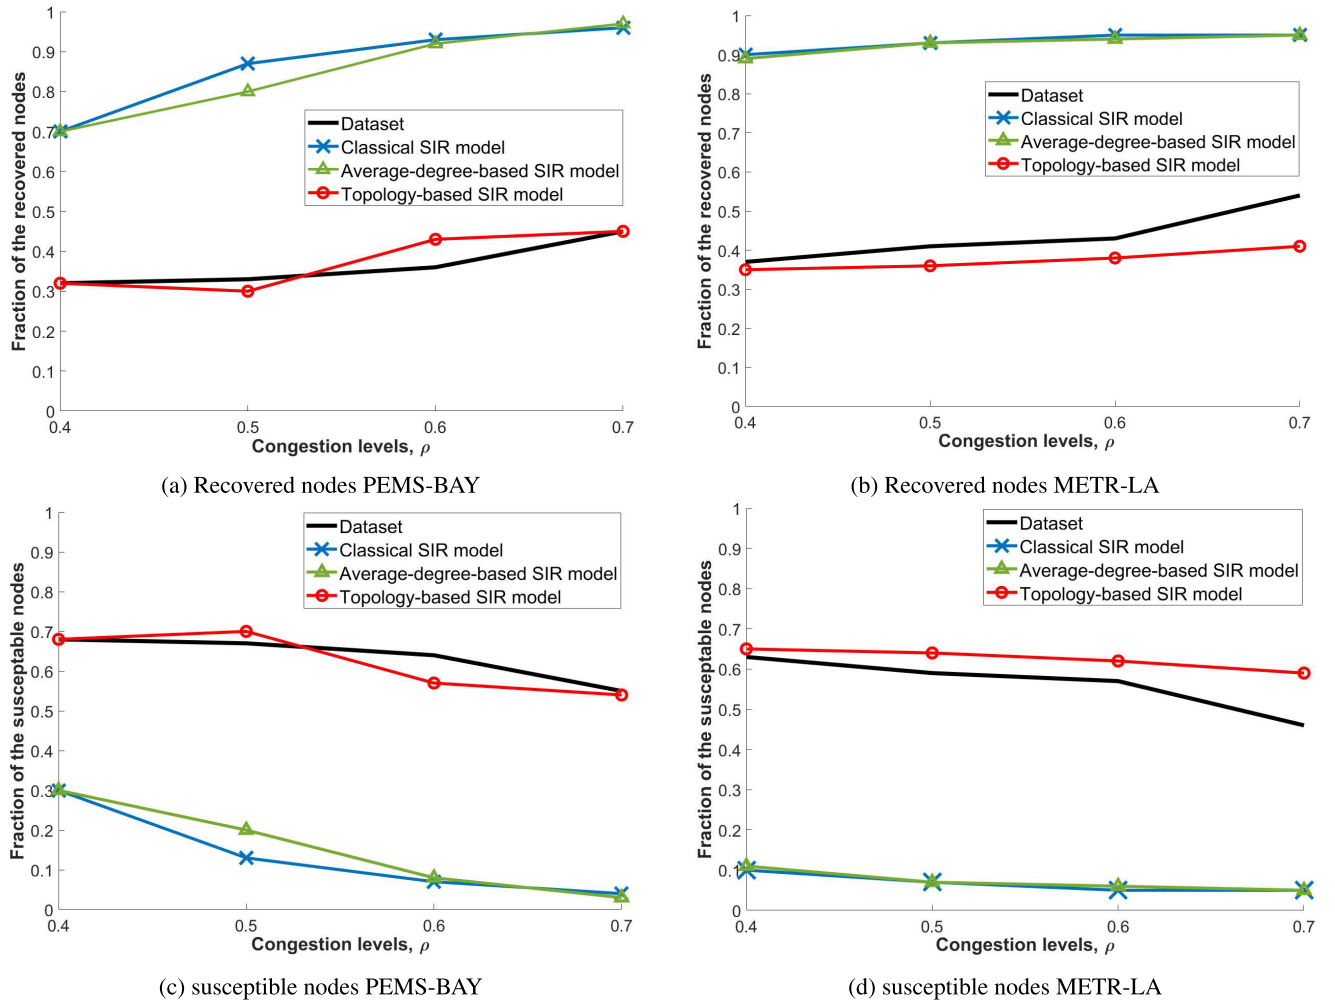 1
0.9
0.8
0.7
0.6
0.5
0.4
0.3
0.2
0.1
0
Fraction of the recovered nodes
Dataset
Classical SIR model
Average-degree-based SIR model
Topology-based SIR model
0.4
0.5
0.6
0.7
Congestion levels, ρ
(a) Recovered nodes PEMS-BAY
1
0.9
0.8
0.7
0.6
0.5
0.4
0.3
0.2
0.1
0
Fraction of the recovered nodes
Dataset
Classical SIR model
Average-degree-based SIR model
Topology-based SIR model
0.4
0.5
0.6
0.7
Congestion levels, ρ
(b) Recovered nodes METR-LA
1
0.9
0.8
0.7
0.6
0.5
0.4
0.3
0.2
0.1
0
Fraction of the susceptable nodes
Dataset
Classical SIR model
Average-degree-based SIR model
Topology-based SIR model
0.4
0.5
0.6
0.7
Congestion levels, ρ
(c) susceptible nodes PEMS-BAY
1
0.9
0.8
0.7
0.6
0.5
0.4
0.3
0.2
0.1
0
Fraction of the susceptable nodes
Dataset
Classical SIR model
Average-degree-based SIR model
Topology-based SIR model
0.4
0.5
0.6
0.7
Congestion levels, ρ
(d) susceptible nodes METR-LA